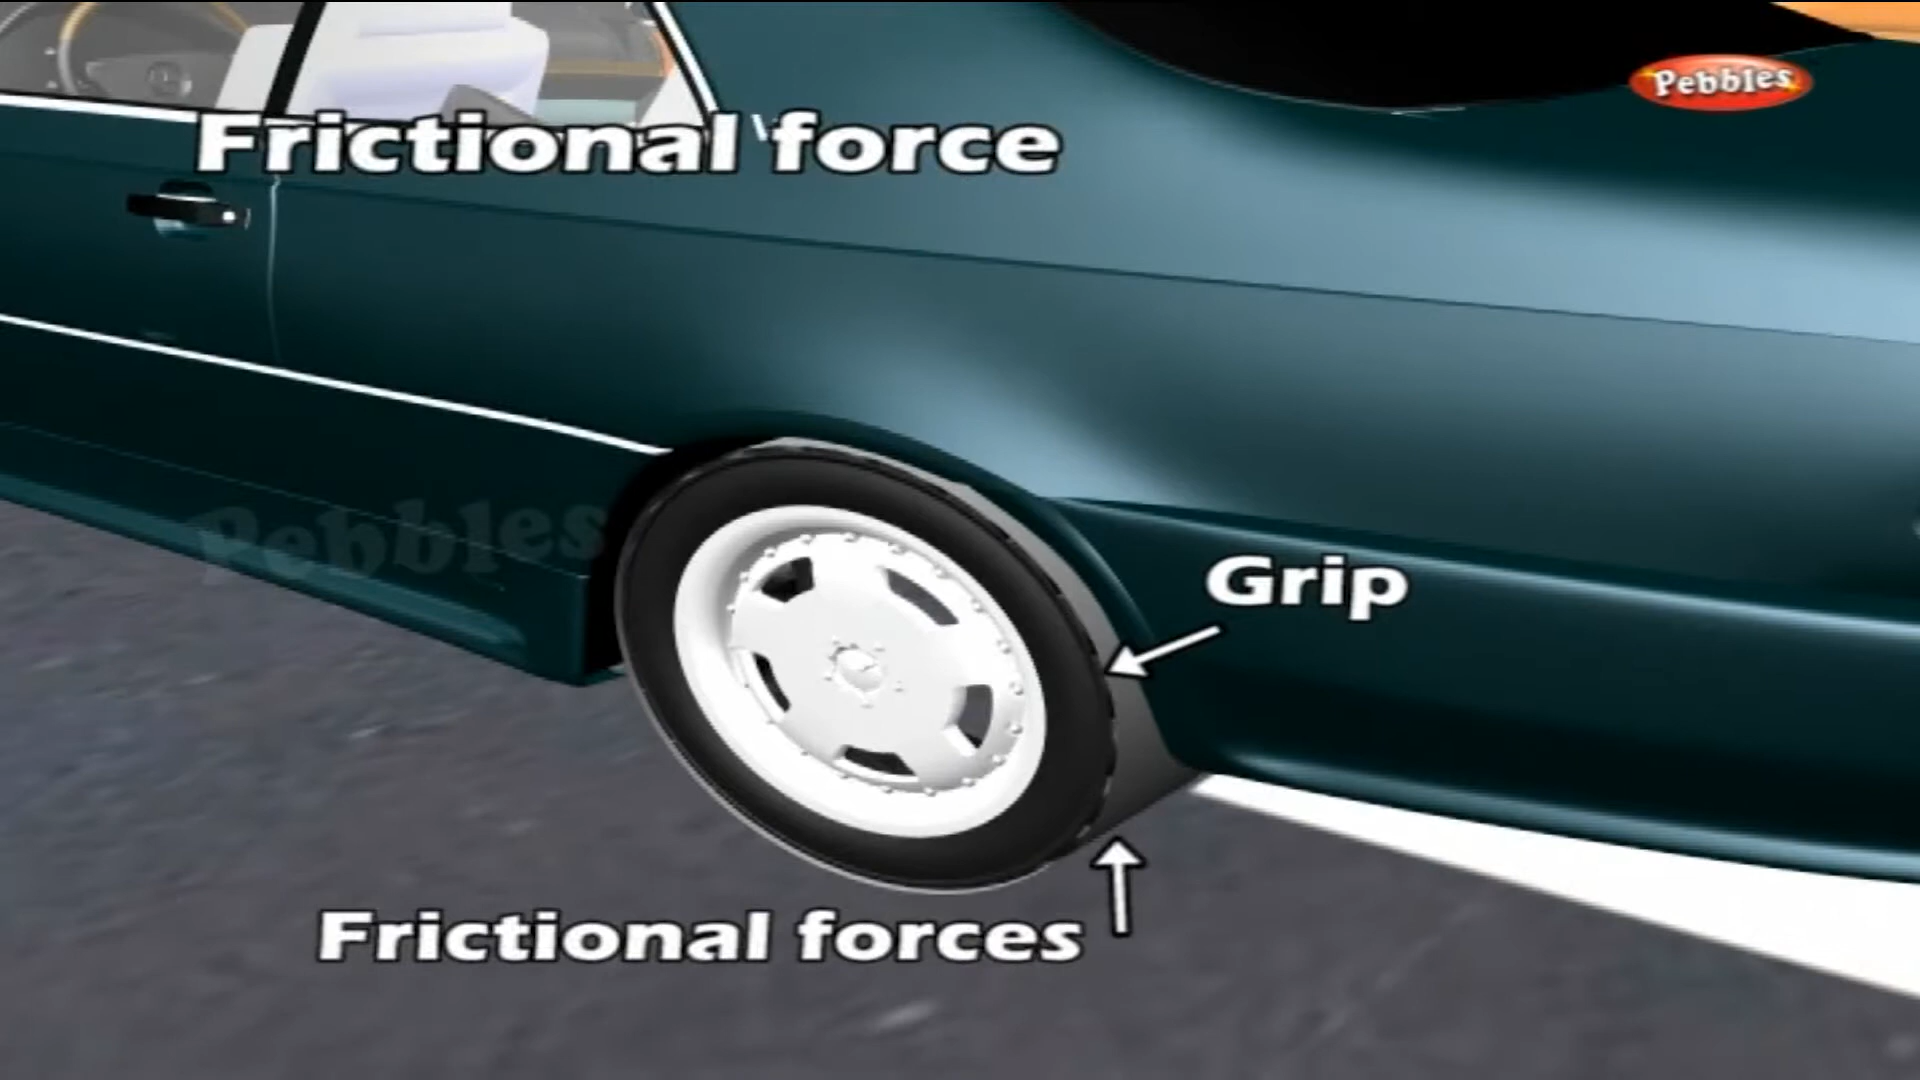 Pebbles
Frictional force
Pebbles
Grip
Frictional forces